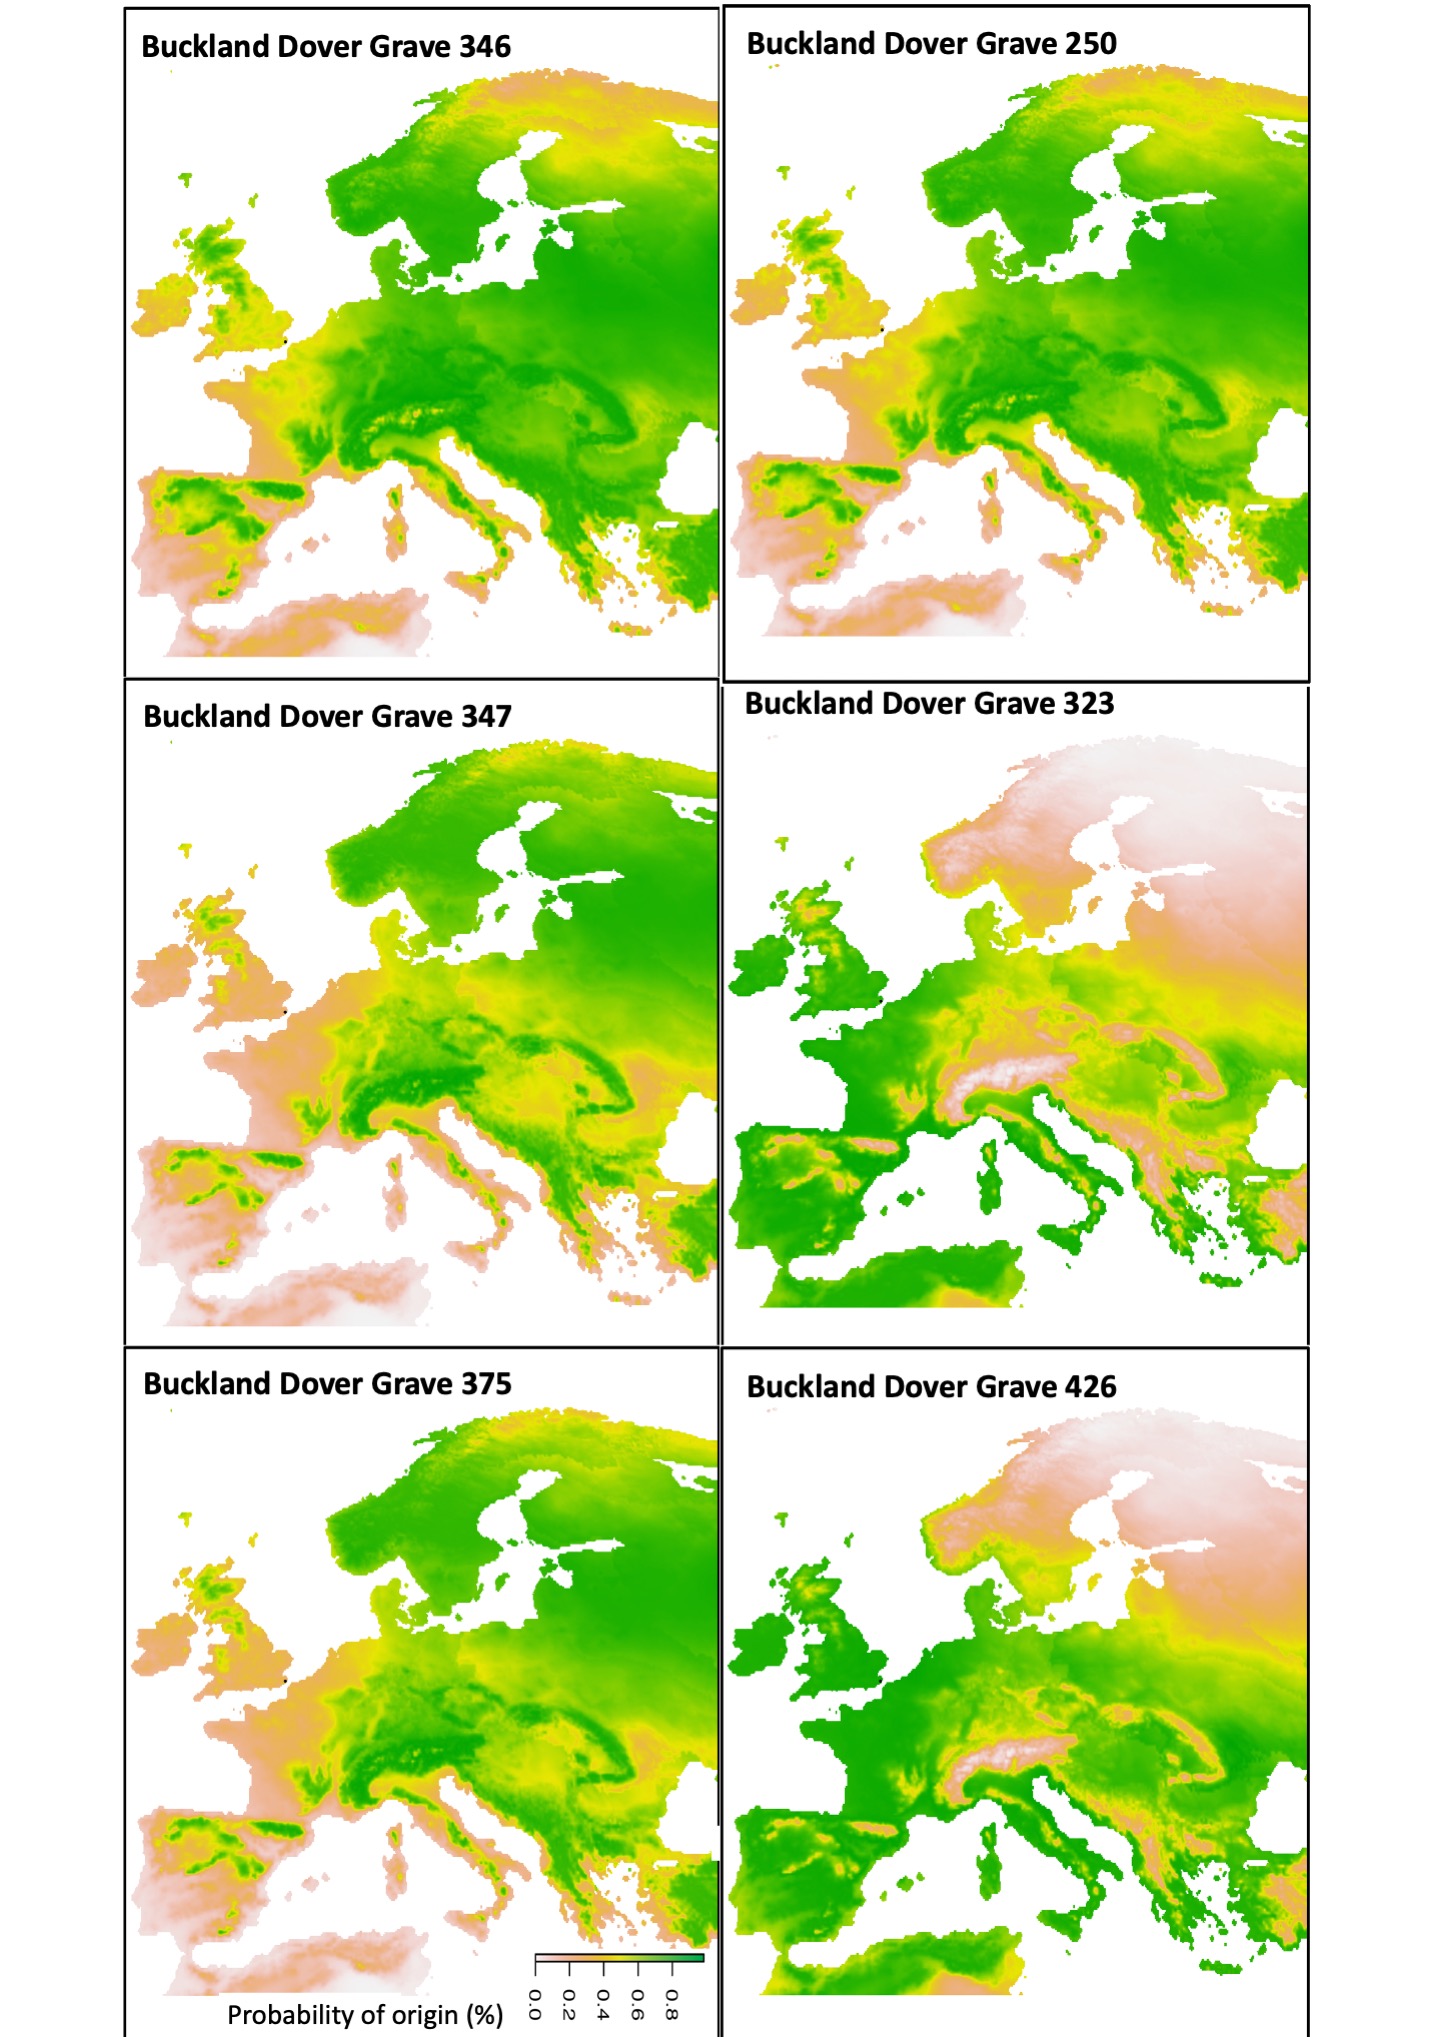 Buckland Dover Grave 346
Buckland Dover Grave 250
Buckland Dover Grave 347
Buckland Dover Grave 323
Buckland Dover Grave 375
Buckland Dover Grave 426
Probability of origin (%)
0.0 0.2 0.4 0.6 0.8